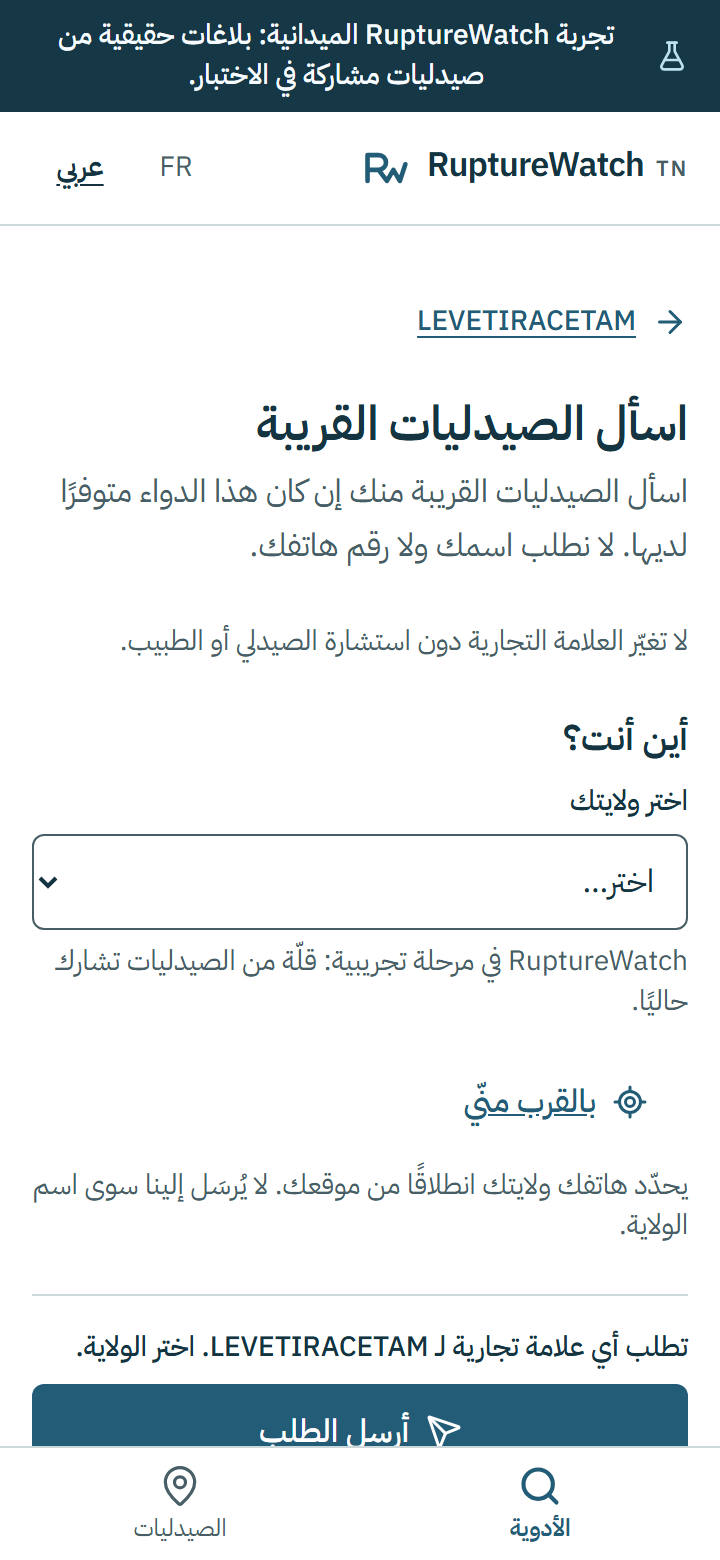 تجربة RuptureWatch الميدانية: بلاغات حقيقية من
صيدليات مشاركة في الاختبار.
RuptureWatch TN
FR
عربي
LEVETIRACETAM
اسأل الصيدليات القريبة
اسأل الصيدليات القريبة منك إن كان هذا الدواء متوفرًا
لديها. لا نطلب اسمك ولا رقم هاتفك.
لا تغيّر العلامة التجارية دون استشارة الصيدلي أو الطبيب.
أين أنت؟
اختر ولايتك
اختر...
RuptureWatch في مرحلة تجريبية: قلّة من الصيدليات تشارك
حاليًا.
بالقرب منّي
يحدّد هاتفك ولايتك انطلاقًا من موقعك. لا يُرسَل إلينا سوى اسم
الولاية.
تطلب أي علامة تجارية لـ LEVETIRACETAM. اختر الولاية.
أرسل الطلب
الأدوية
الصيدليات